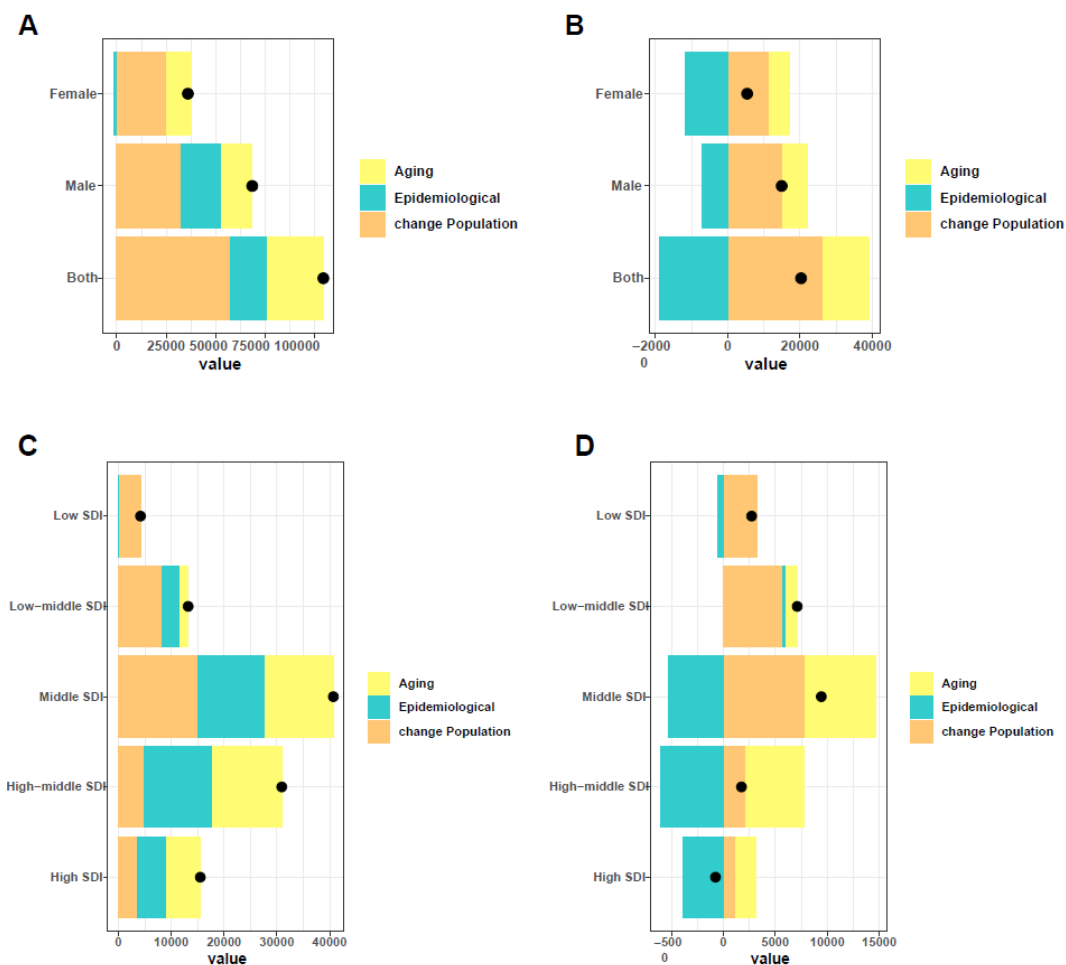 A
Female
Male
Both
0 25000 50000 75000 100000
value
Aging
Epidemiological
change Population
B
Female
Male
Both
−2000
0
0 20000 40000
value
Aging
Epidemiological
change Population
C
Low SDI
Low−middle SDI
Middle SDI
High−middle SDI
High SDI
0 10000 20000 30000 40000
value
Aging
Epidemiological
change Population
D
Low SDI
Low−middle SDI
Middle SDI
High−middle SDI
High SDI
−500
0
0 5000 10000 15000
value
Aging
Epidemiological
change Population